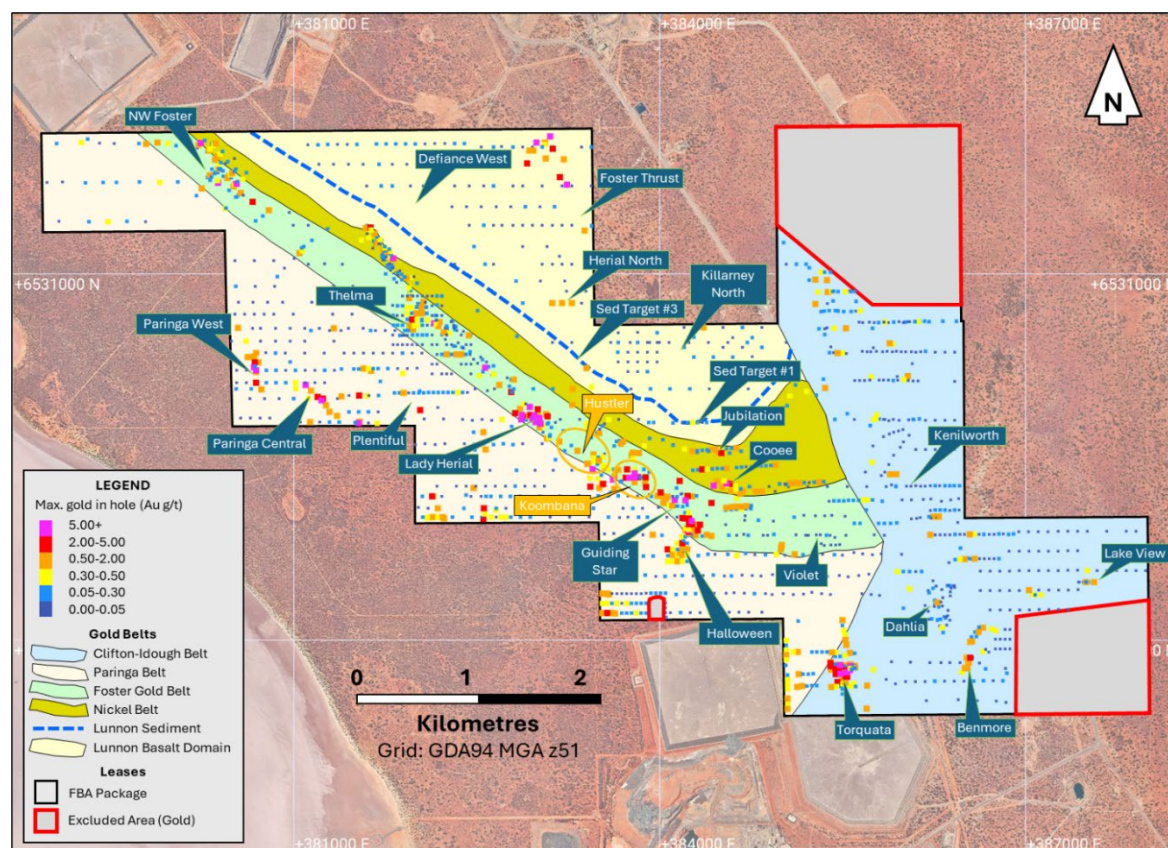 +381000 E
+384000 E
+387000 E
N
NW Foster
Defiance West
Foster Thrust
Herial North
Killarney
North
+6531000 N
+6531000 N
Thelma
Sed Target #3
Paringa West
Sed Target #1
Hustler
Jubilation
Paringa Central
Plentiful
Lady Herial
Cooee
Kenilworth
Koombana
Guiding
Star
Violet
Lake View
Halloween
Dahlia
Torquata
Benmore
LEGEND
Max. gold in hole (Au g/t)
5.00+
2.00-5.00
0.50-2.00
0.30-0.50
0.05-0.30
0.00-0.05
Gold Belts
Clifton-Idough Belt
Paringa Belt
Foster Gold Belt
Nickel Belt
Lunnon Sediment
Lunnon Basalt Domain
Leases
FBA Package
Excluded Area (Gold)
0 1 2
Kilometres
Grid: GDA94 MGA z51
+381000 E
+384000 E
+387000 E